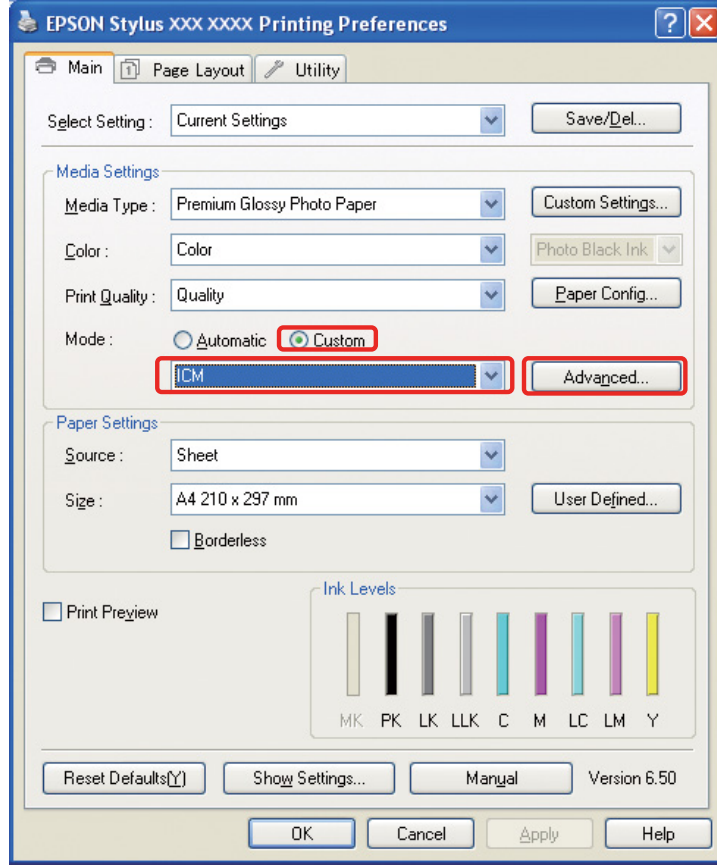 EPSON Stylus XXX XXXX Printing Preferences
Main Page Layout Utility
Select Setting : Current Settings Save/Del...
Media Settings
Media Type : Premium Glossy Photo Paper Custom Settings...
Color : Color Photo Black Ink
Print Quality : Quality Paper Config...
Mode : Automatic Custom
ICM Advanced...
Paper Settings
Source : Sheet
Size : A4 210 x 297 mm User Defined...
Borderless
Print Preview
Ink Levels
MK PK LK LLK C M LC LM Y
Reset Defaults(Y) Show Settings... Manual Version 6.50
OK Cancel Apply Help